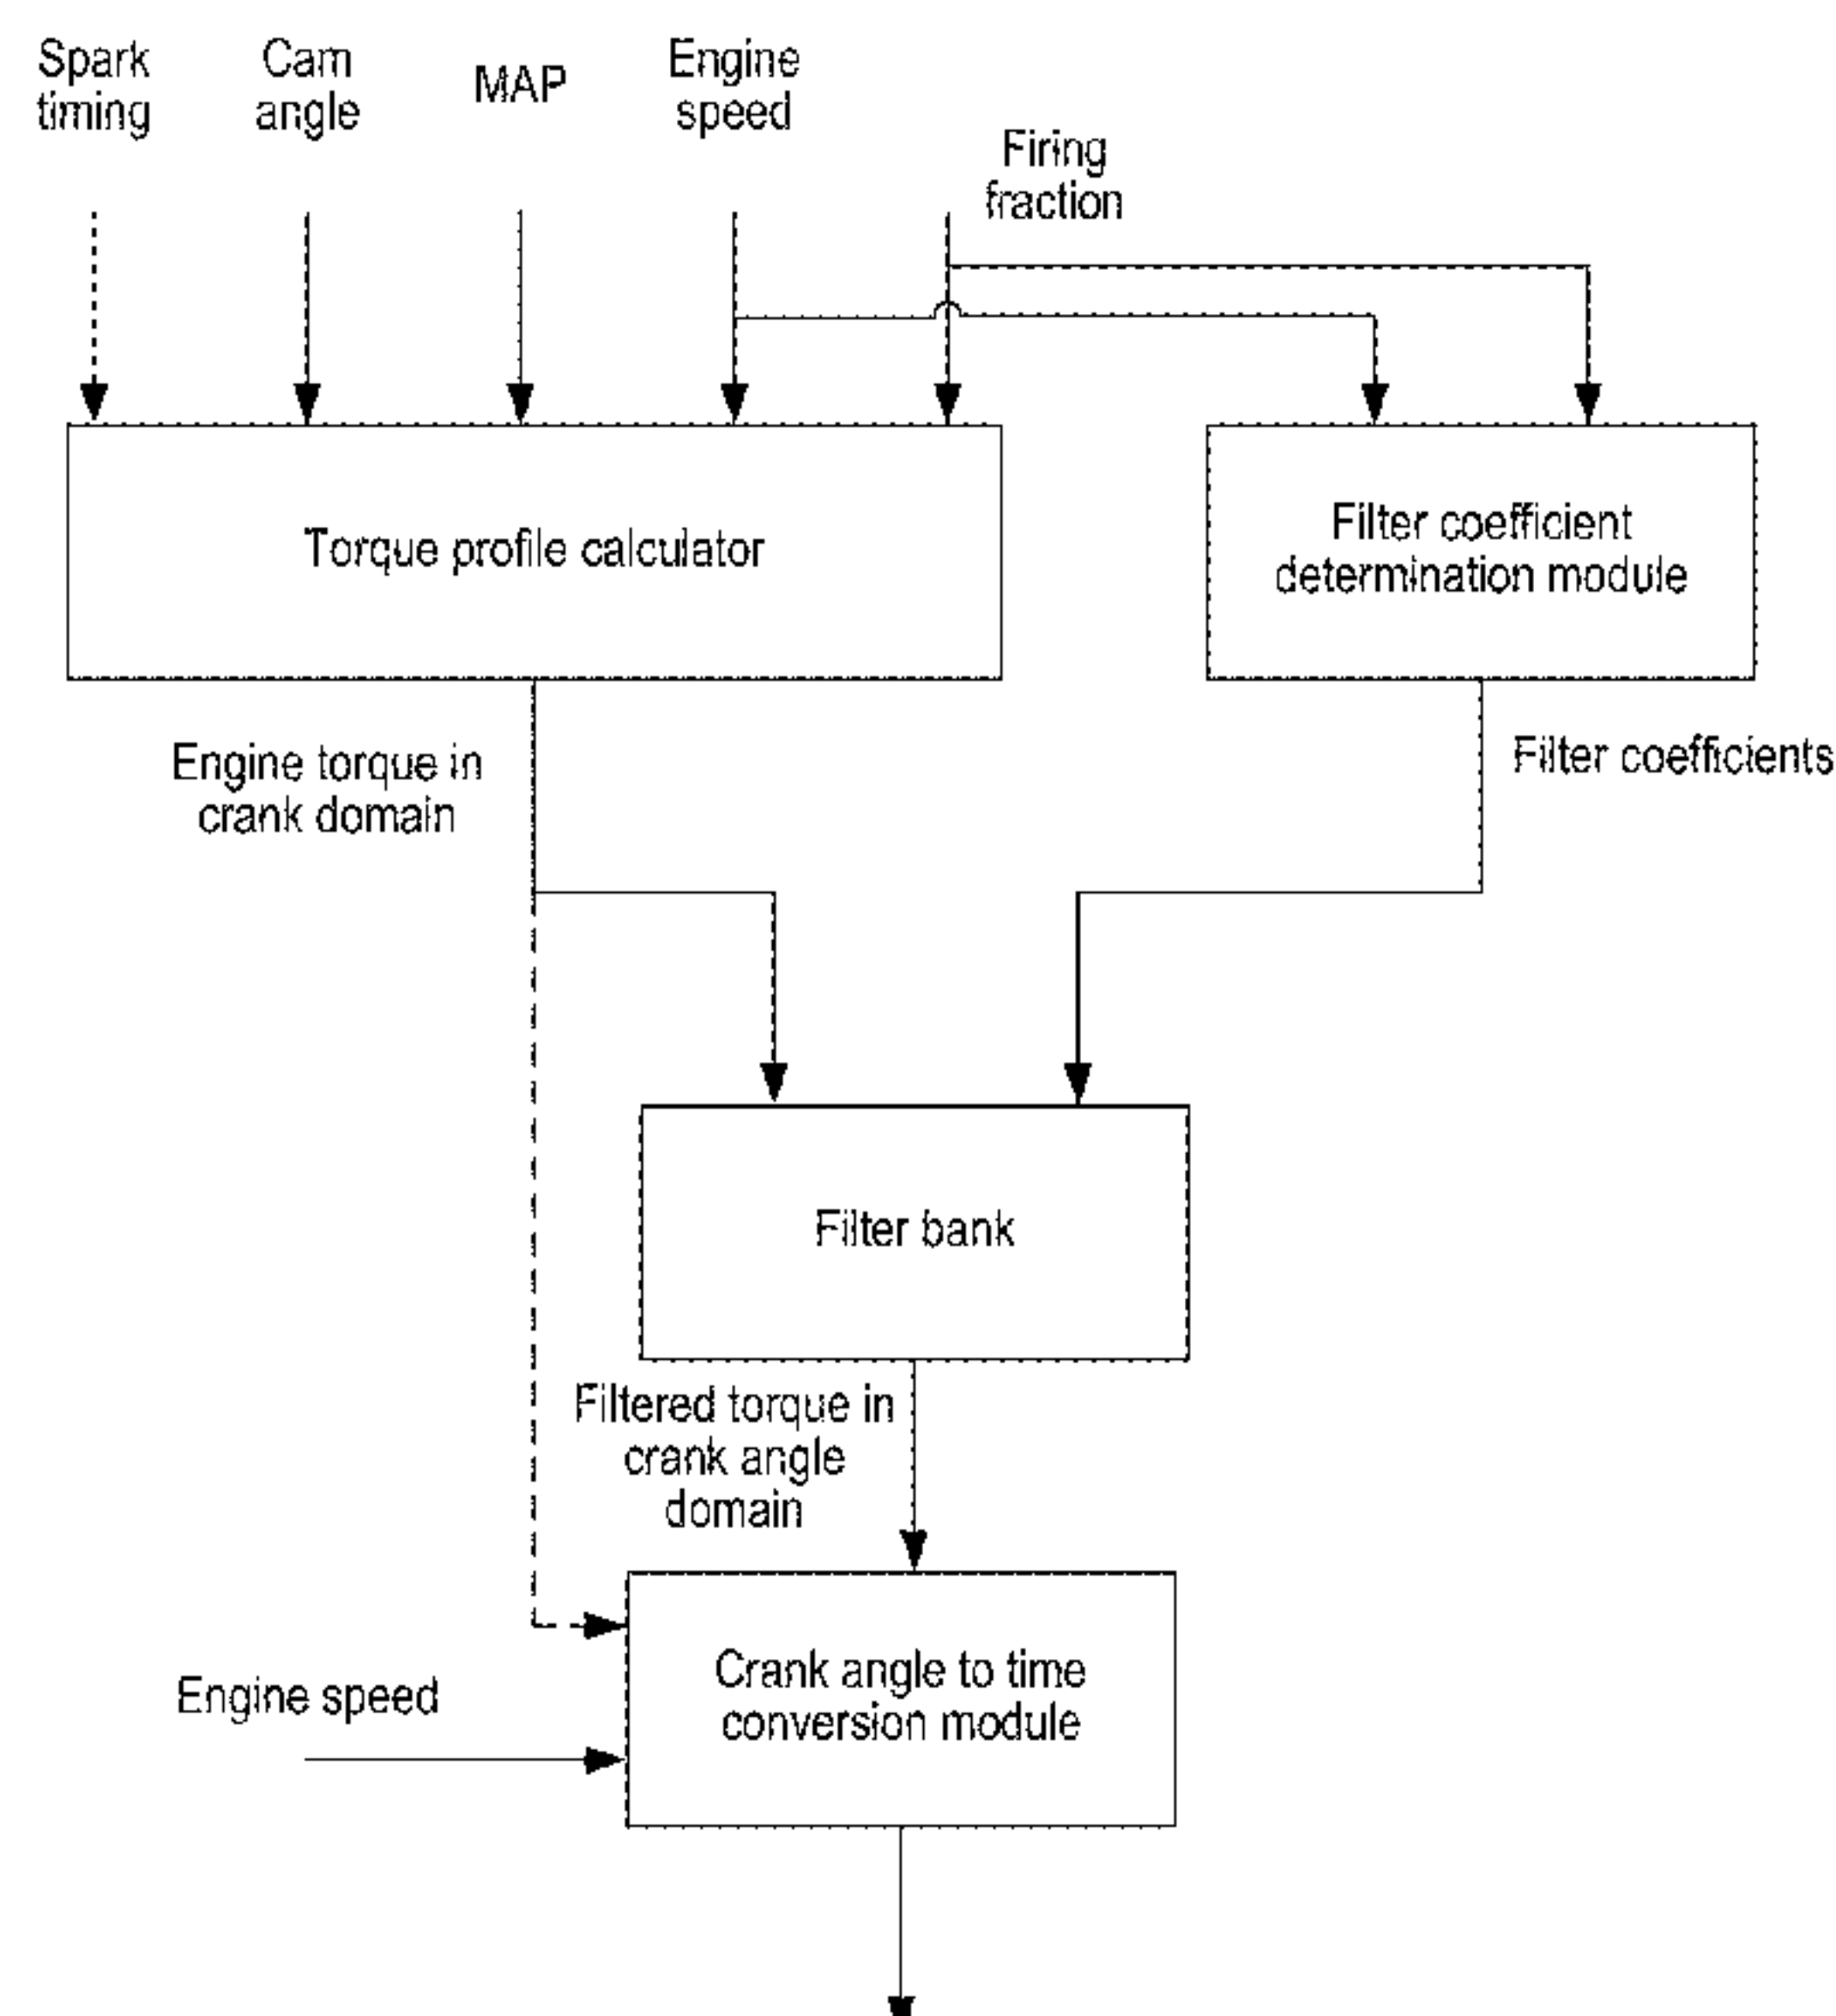 Spark
timing
Cam
angle
MAP
Engine
speed
Firing
fraction
Torque profile calculator
Filter coefficient
determination module
Engine torque in
crank domain
Filter coefficients
Filter bank
Filtered torque in
crank angle
domain
Crank angle to time
conversion module
Engine speed